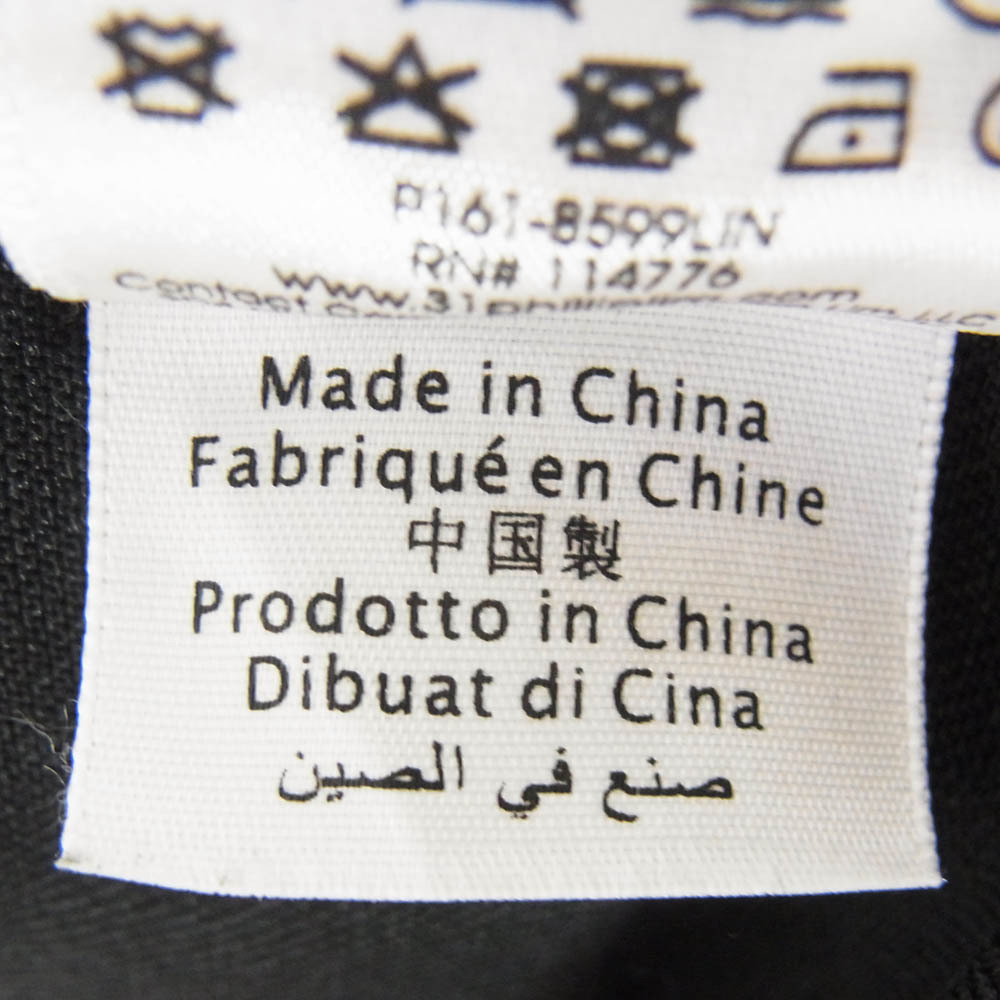 P161-8599LIN
RN# 114776
Made in China
Fabriqué en Chine
中国製
Prodotto in China
Dibuat di Cina
صنع في الصين